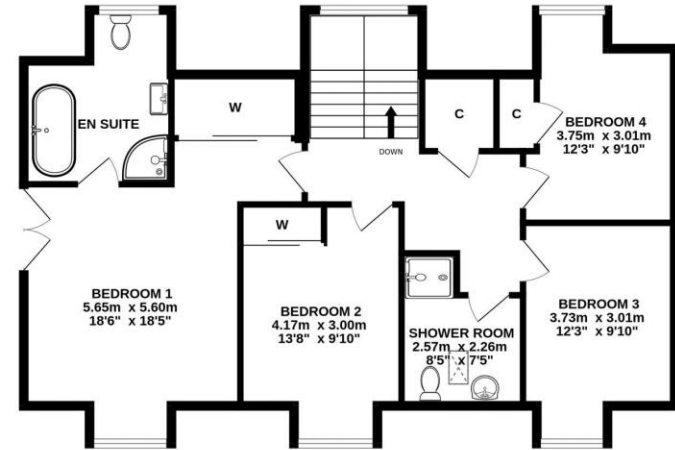 EN SUITE
W
C
C
BEDROOM 4
3.75m x 3.01m
12'3" x 9'10"
DOWN
W
BEDROOM 1
5.65m x 5.60m
18'6" x 18'5"
BEDROOM 2
4.17m x 3.00m
13'8" x 9'10"
SHOWER ROOM
2.57m x 2.26m
8'5" x 7'5"
BEDROOM 3
3.73m x 3.01m
12'3" x 9'10"